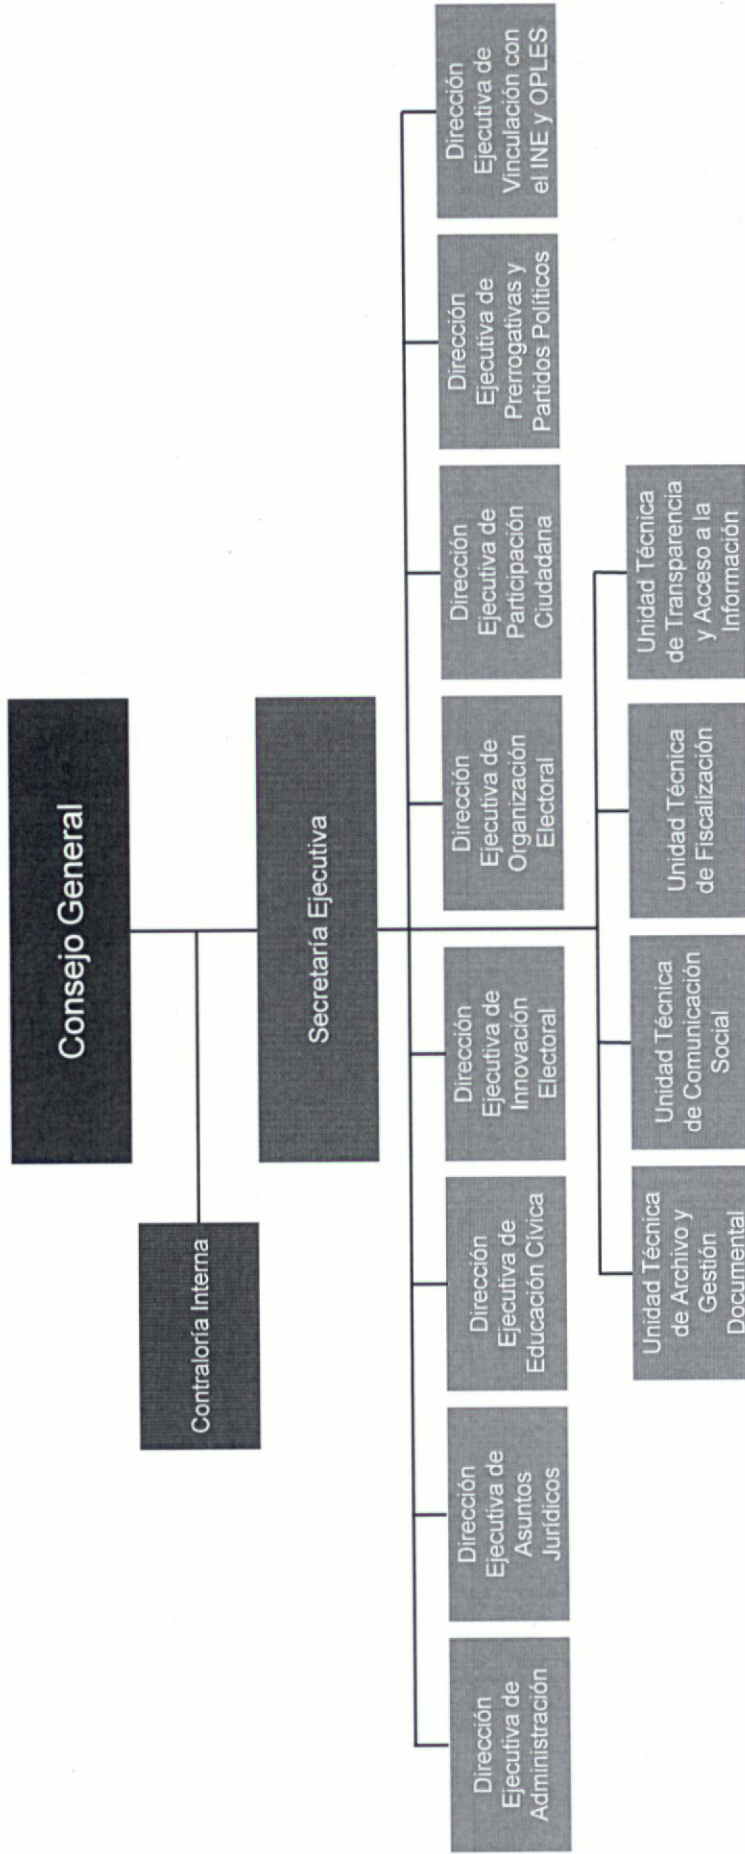 Consejo General
Contraloría Interna
Secretaría Ejecutiva
Dirección
Ejecutiva de
Administración
Dirección
Ejecutiva de
Asuntos
Jurídicos
Dirección
Ejecutiva de
Educación Cívica
Dirección
Ejecutiva de
Innovación
Electoral
Dirección
Ejecutiva de
Organización
Electoral
Dirección
Ejecutiva de
Participación
Ciudadana
Dirección
Ejecutiva de
Prerrogativas y
Partidos Políticos
Dirección
Ejecutiva de
Vinculación con
el INE y OPLES
Unidad Técnica
de Archivo y
Gestión
Documental
Unidad Técnica
de Comunicación
Social
Unidad Técnica
de Fiscalización
Unidad Técnica
de Transparencia
y Acceso a la
Información